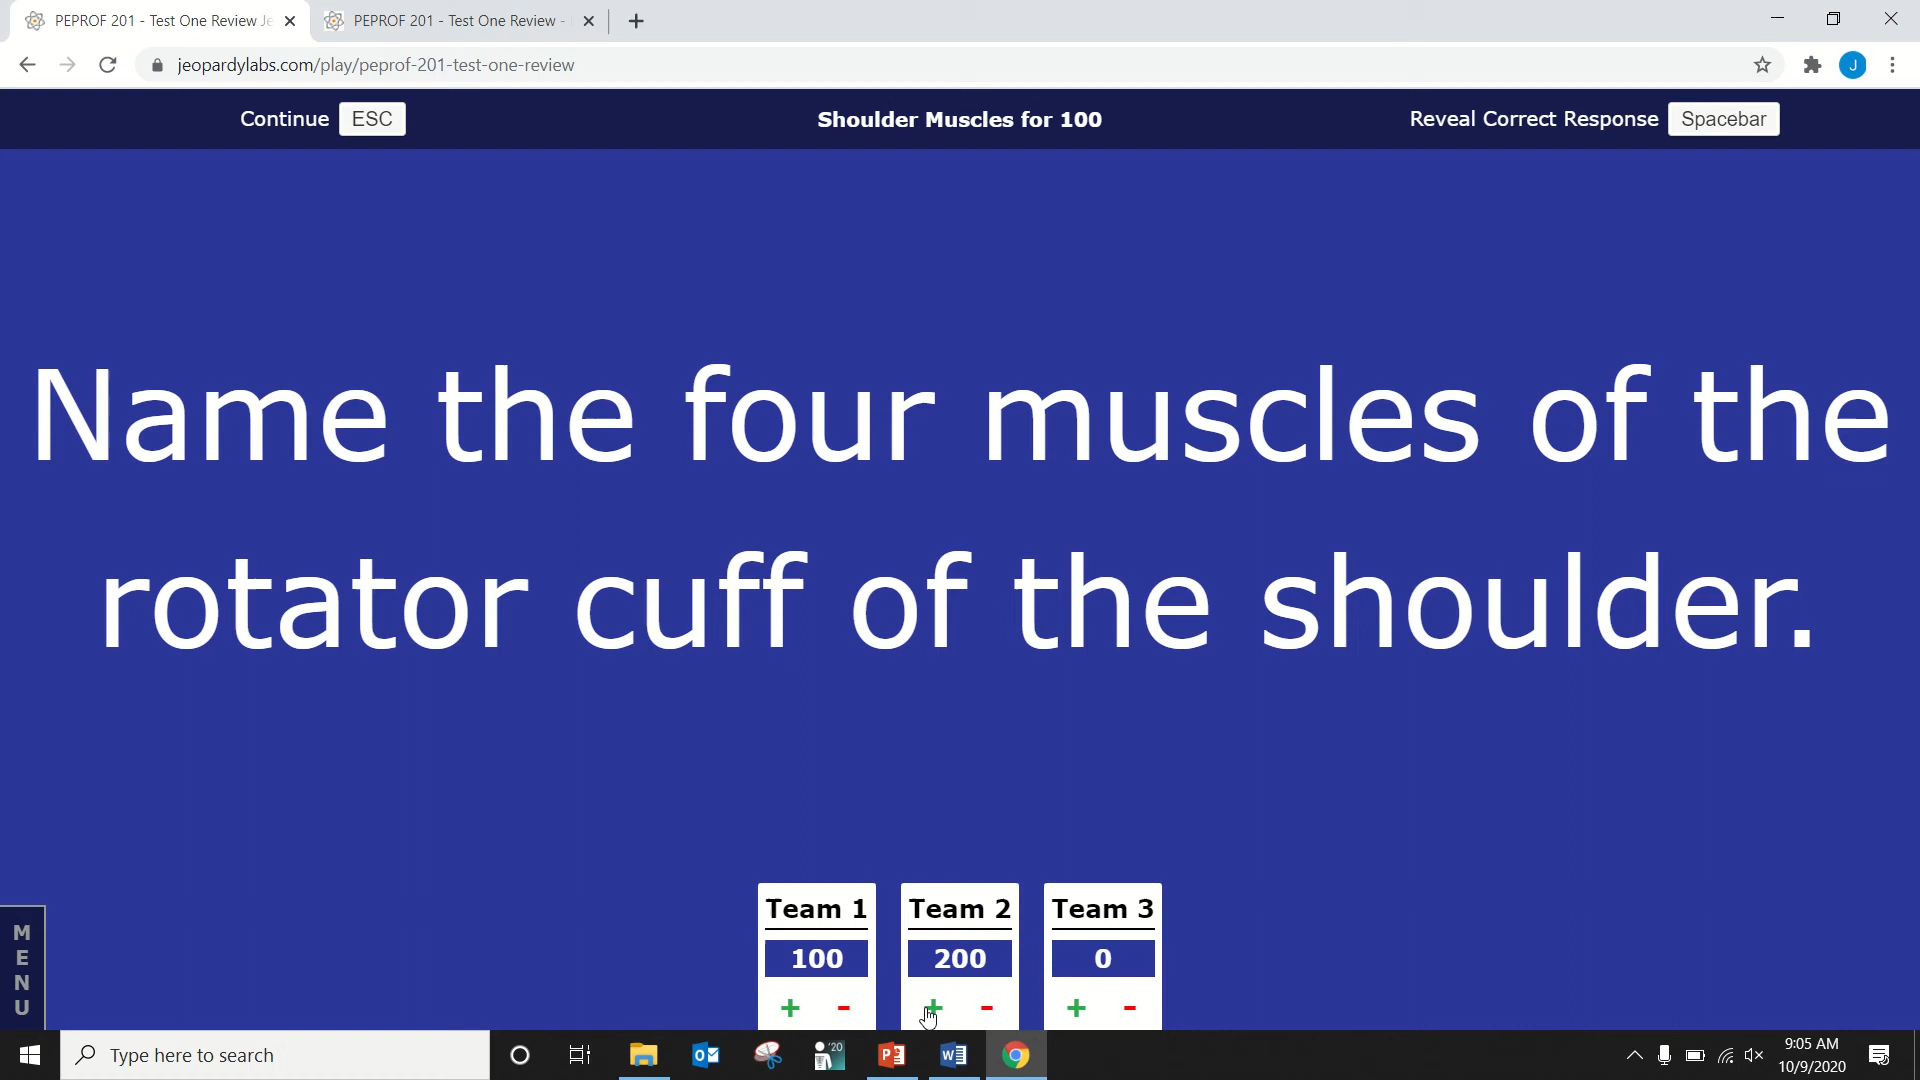 PEPROF 201 - Test One Review Je
PEPROF 201 - Test One Review -
jeopardylabs.com/play/peprof-201-test-one-review
J
Continue ESC
Shoulder Muscles for 100
Reveal Correct Response Spacebar
Name the four muscles of the
rotator cuff of the shoulder.
MENU
Team 1 Team 2 Team 3
100 200 0
+ - + - + -
Type here to search
'20
9:05 AM
10/9/2020